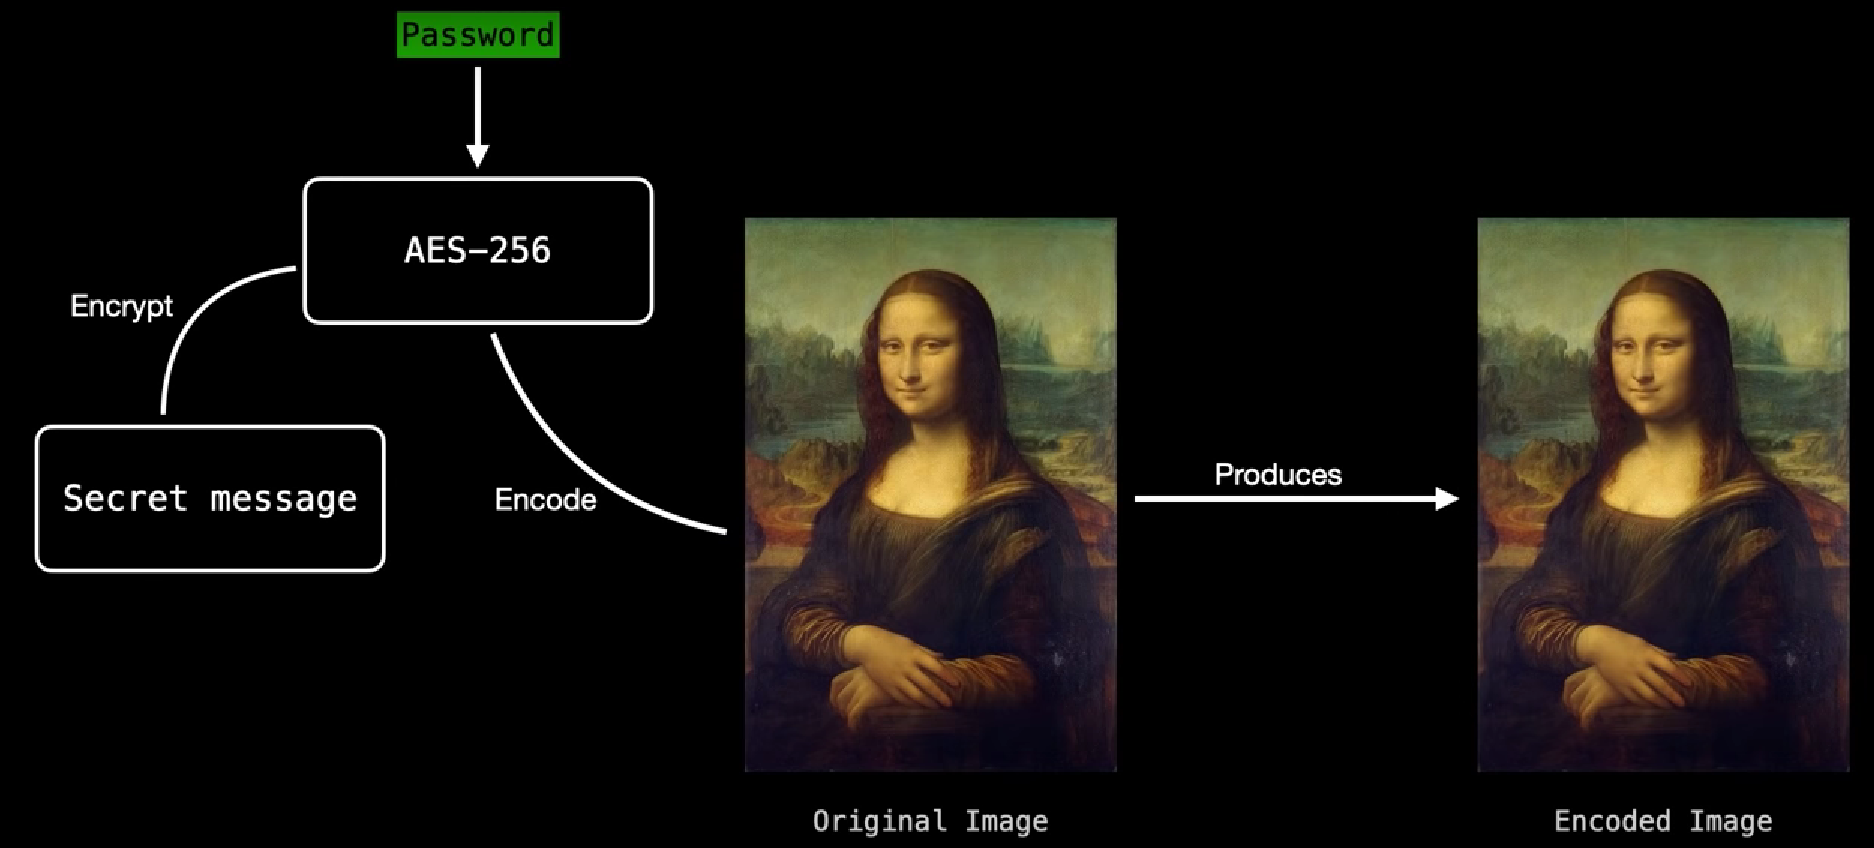 Password
AES-256
Encrypt
Secret message
Encode
Produces
Original Image
Encoded Image